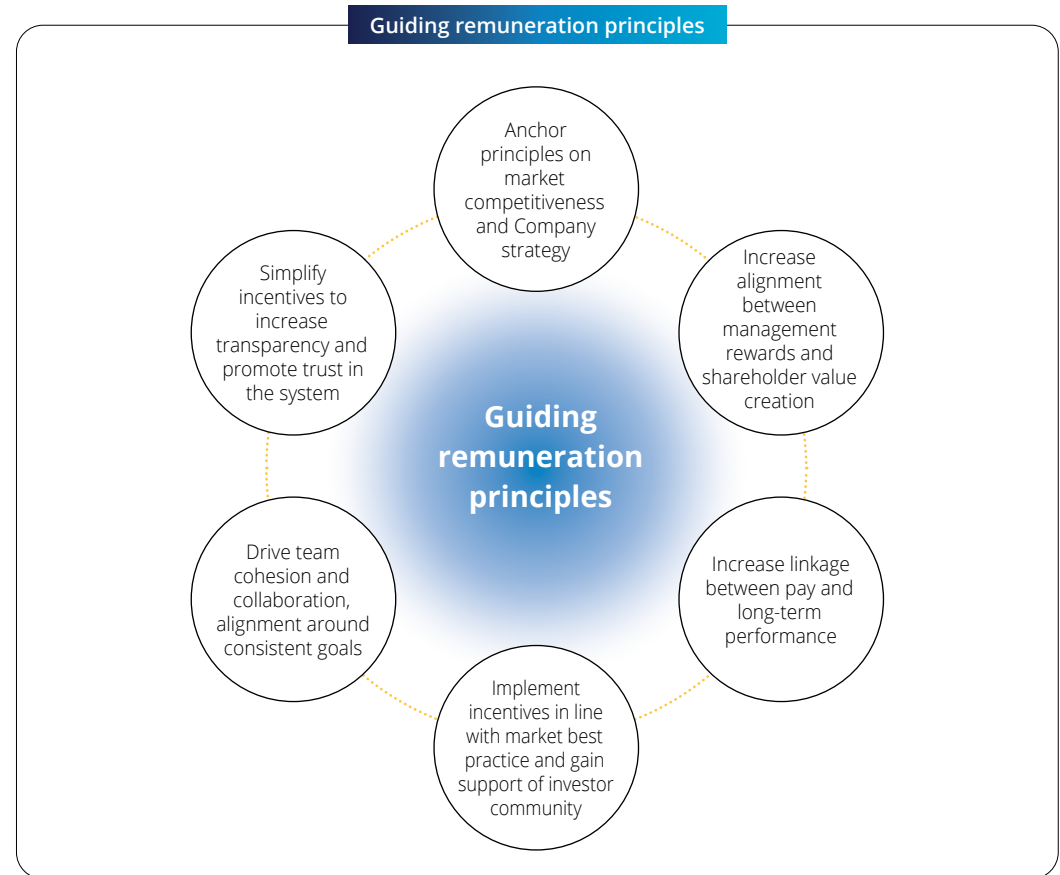 Guiding remuneration principles
Anchor
principles on
market
competitiveness
and Company
strategy
Increase
alignment
between
management
rewards and
shareholder value
creation
Increase linkage
between pay and
long-term
performance
Implement
incentives in line
with market best
practice and gain
support of investor
community
Drive team
cohesion and
collaboration,
alignment around
consistent goals
Simplify
incentives to
increase
transparency and
promote trust in
the system
Guiding
remuneration
principles